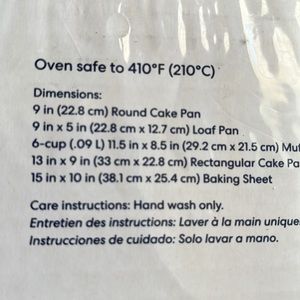 Oven safe to 410°F (210°C)
Dimensions:
9 in (22.8 cm) Round Cake Pan
9 in x 5 in (22.8 cm x 12.7 cm) Loaf Pan
6-cup (.09 L) 11.5 in x 8.5 in (29.2 cm x 21.5 cm) Muf
13 in x 9 in (33 cm x 22.8 cm) Rectangular Cake Pa
15 in x 10 in (38.1 cm x 25.4 cm) Baking Sheet
Care instructions: Hand wash only.
Entretien des instructions: Laver à la main unique
Instrucciones de cuidado: Solo lavar a mano.